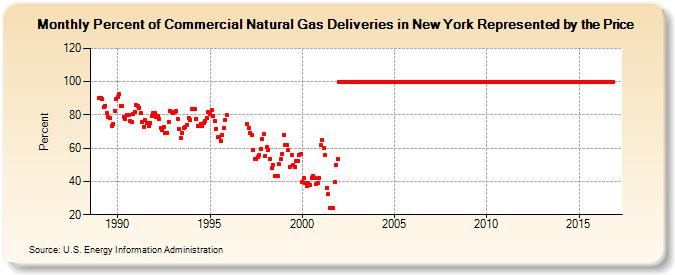 Monthly Percent of Commercial Natural Gas Deliveries in New York Represented by the Price
120
100
80
60
40
20
Percent
1990 1995 2000 2005 2010 2015
Source: U.S. Energy Information Administration